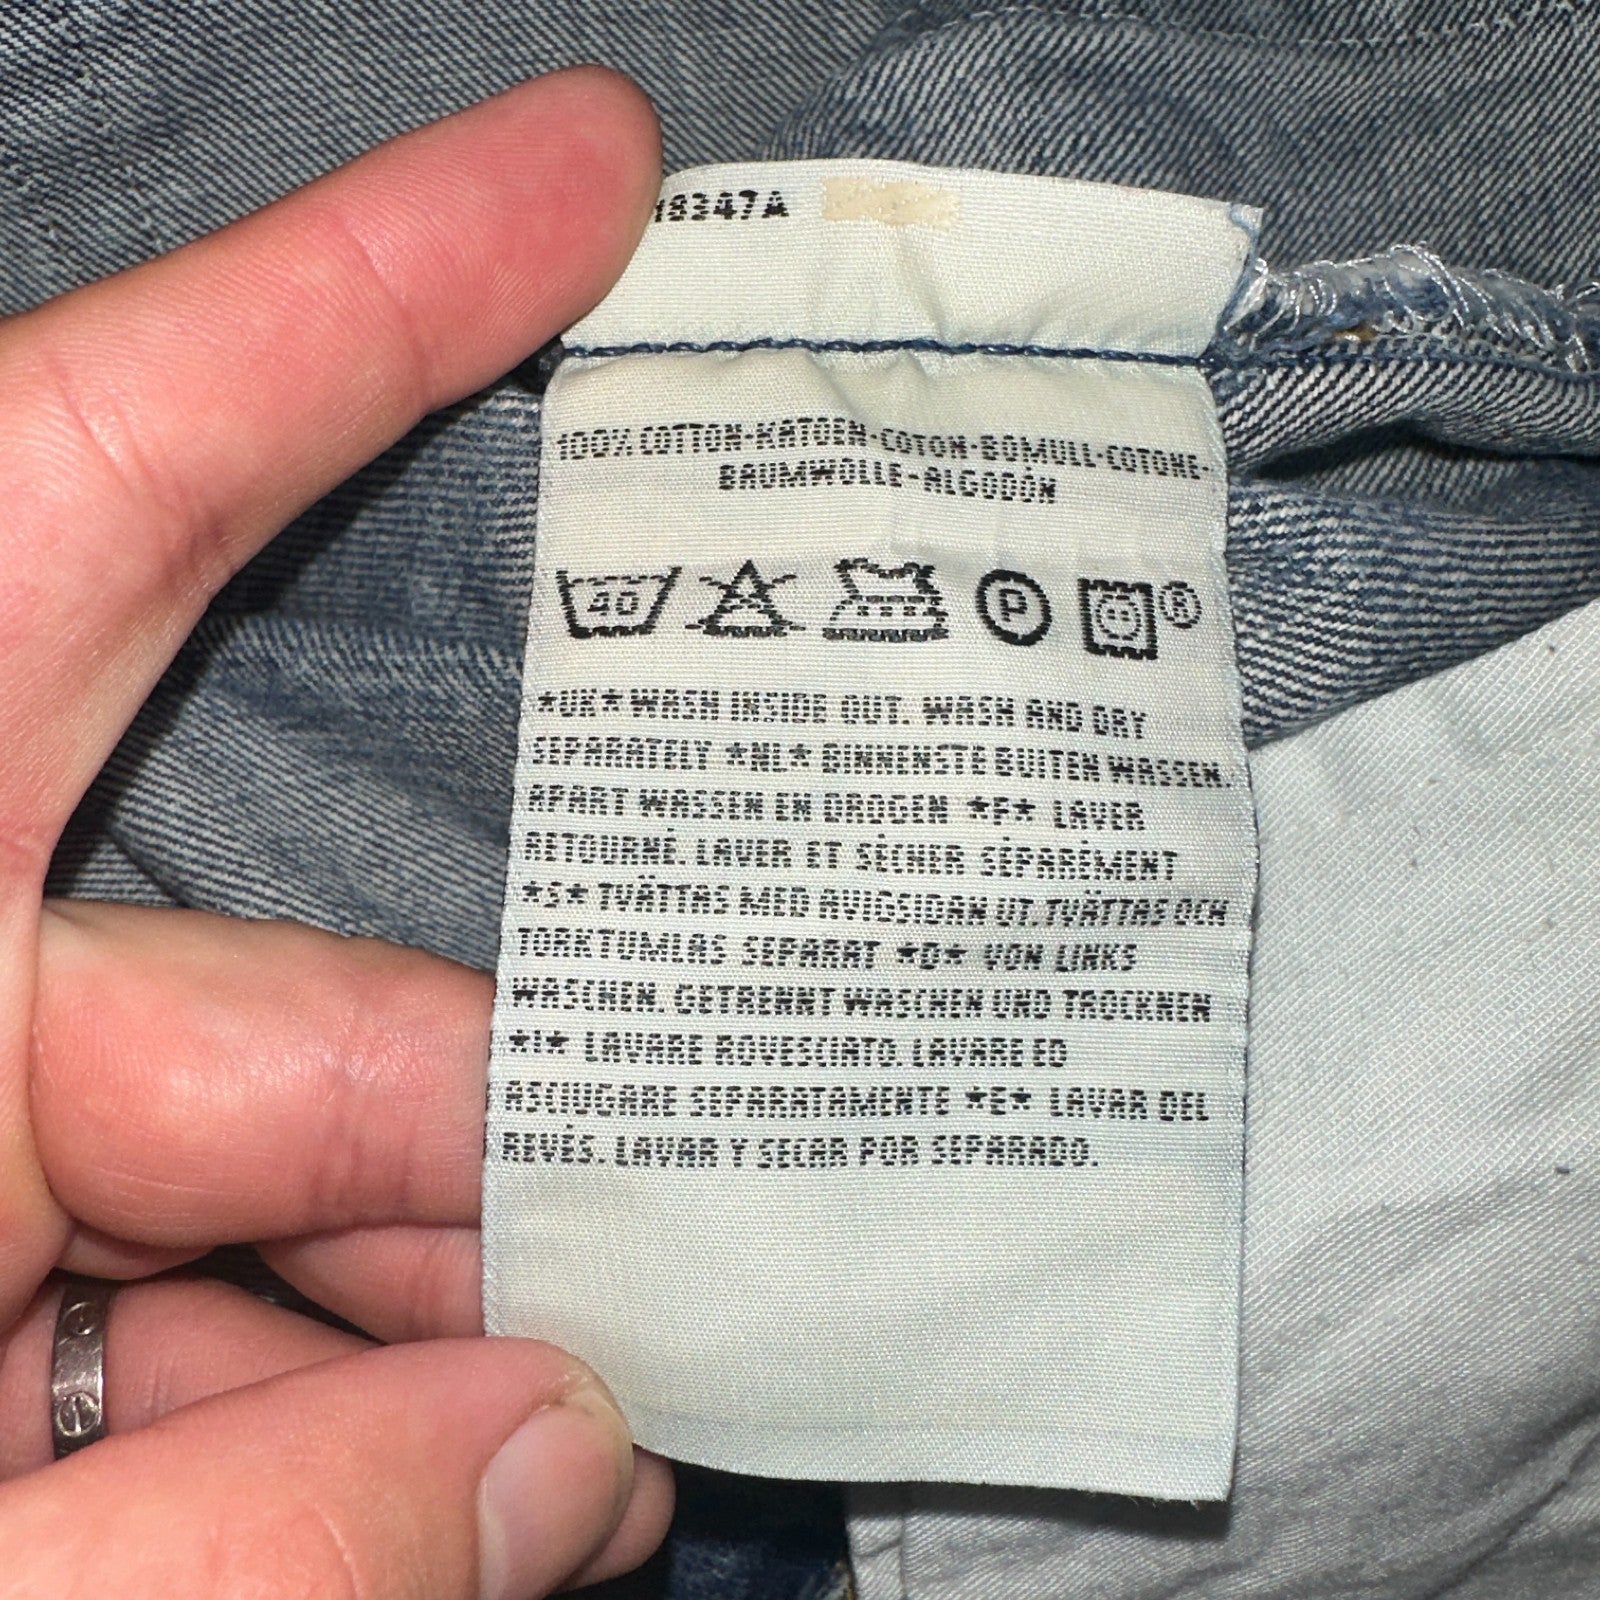 18347A
100% COTTON-KATOEN-COTON-BOMULL-COTONE-
BAUMWOLLE-ALGODÓN
40 P ®
*UK* WASH INSIDE OUT. WASH AND DRY
SEPARATELY *NL* BINNENSTE BUITEN WASSEN.
APART WASSEN EN DROGEN *F* LAVER
RETOURNÉ. LAVER ET SÉCHER SÉPARÉMENT
*S* TVÄTTAS MED AVIGSIDAN UT. TVÄTTAS OCH
TORKTUMLAS SEPARAT *D* VON LINKS
WASCHEN. GETRENNT WASCHEN UND TROCKNEN
*I* LAVARE ROVESCIATO. LAVARE ED
ASCIUGARE SEPARATAMENTE *E* LAVAR DEL
REVÉS. LAVAR Y SECAR POR SEPARADO.